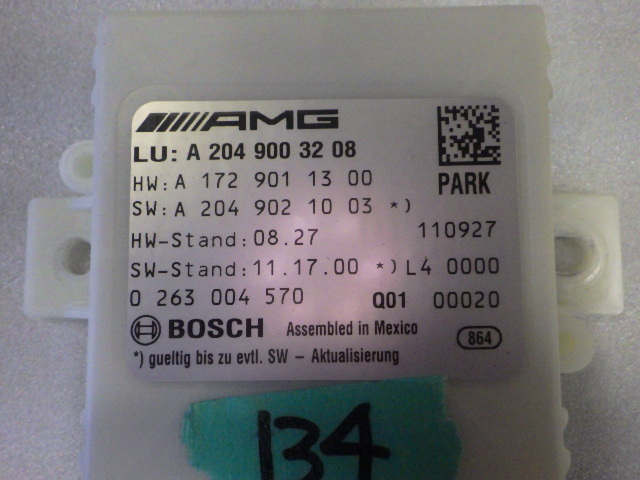 AMG
LU: A 204 900 32 08
HW: A 172 901 13 00
PARK
SW: A 204 902 10 03 *)
HW-Stand: 08.27 110927
SW-Stand: 11.17.00 *) L4 0000
0 263 004 570 Q01 00020
BOSCH Assembled in Mexico 864
*) gueltig bis zu evtl. SW – Aktualisierung
134